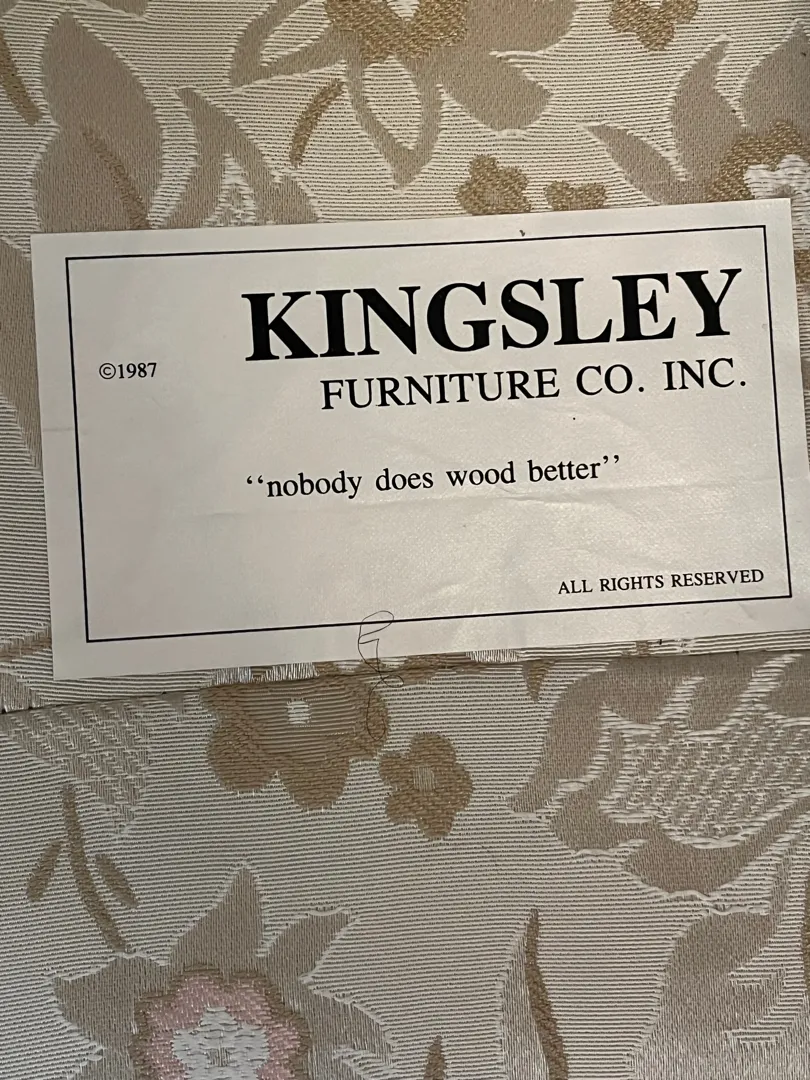 KINGSLEY
©1987
FURNITURE CO. INC.
‘‘nobody does wood better’’
ALL RIGHTS RESERVED